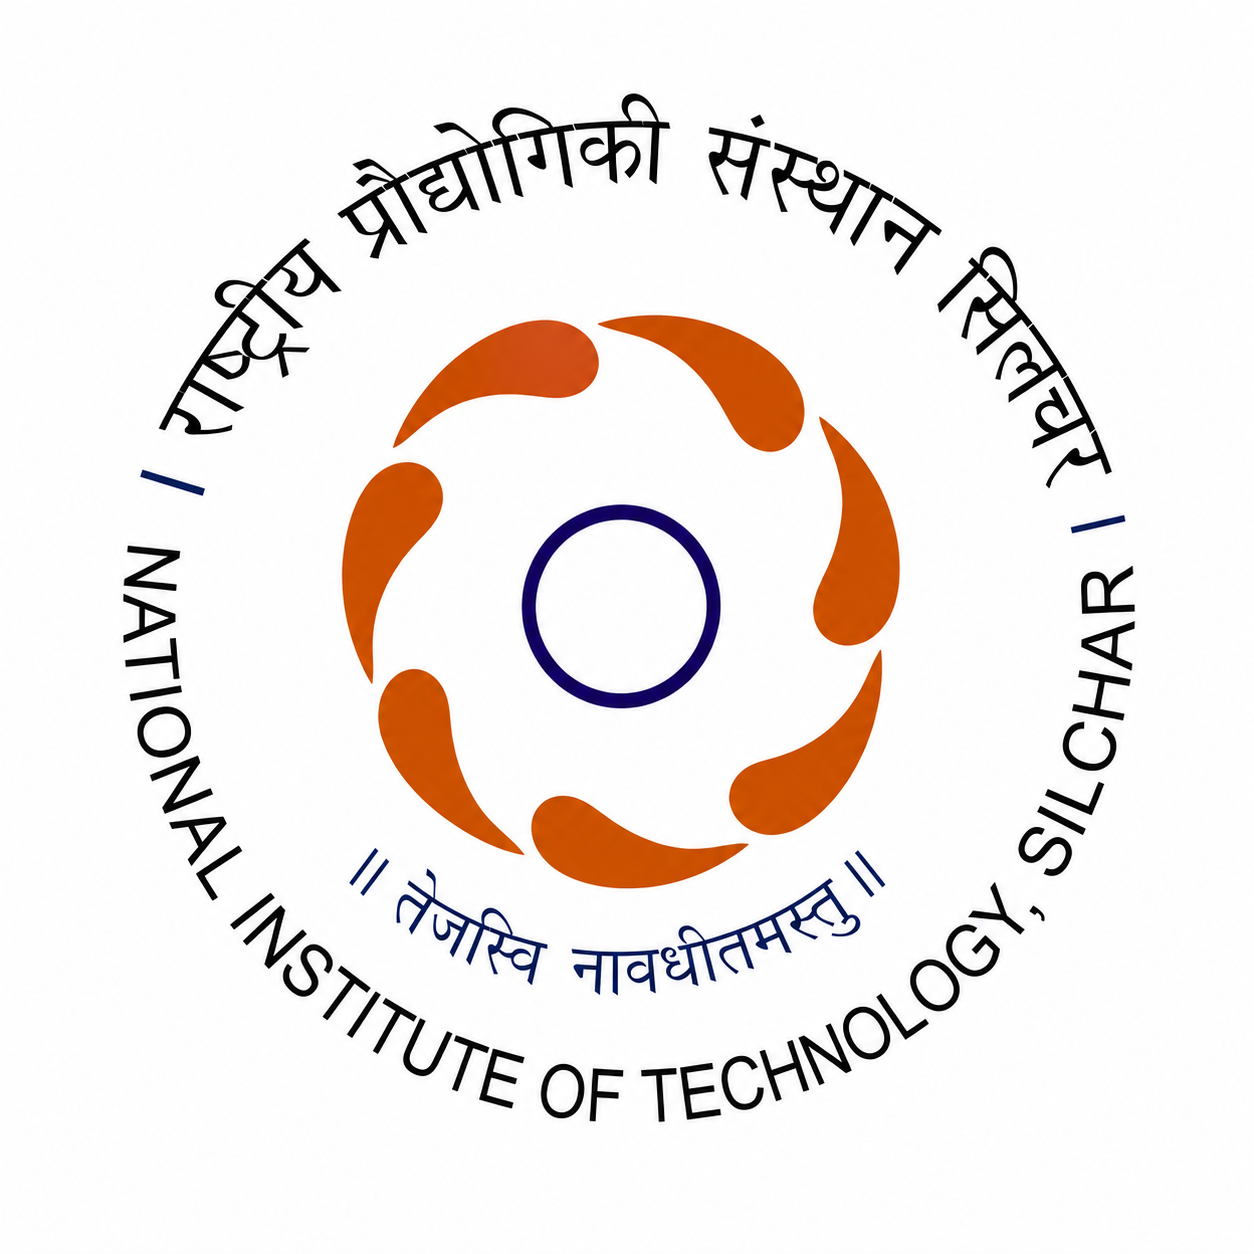 राष्ट्रीय प्रौद्योगिकी संस्थान सिलचर
NATIONAL INSTITUTE OF TECHNOLOGY, SILCHAR
॥ तेजस्वि नावधीतमस्तु ॥